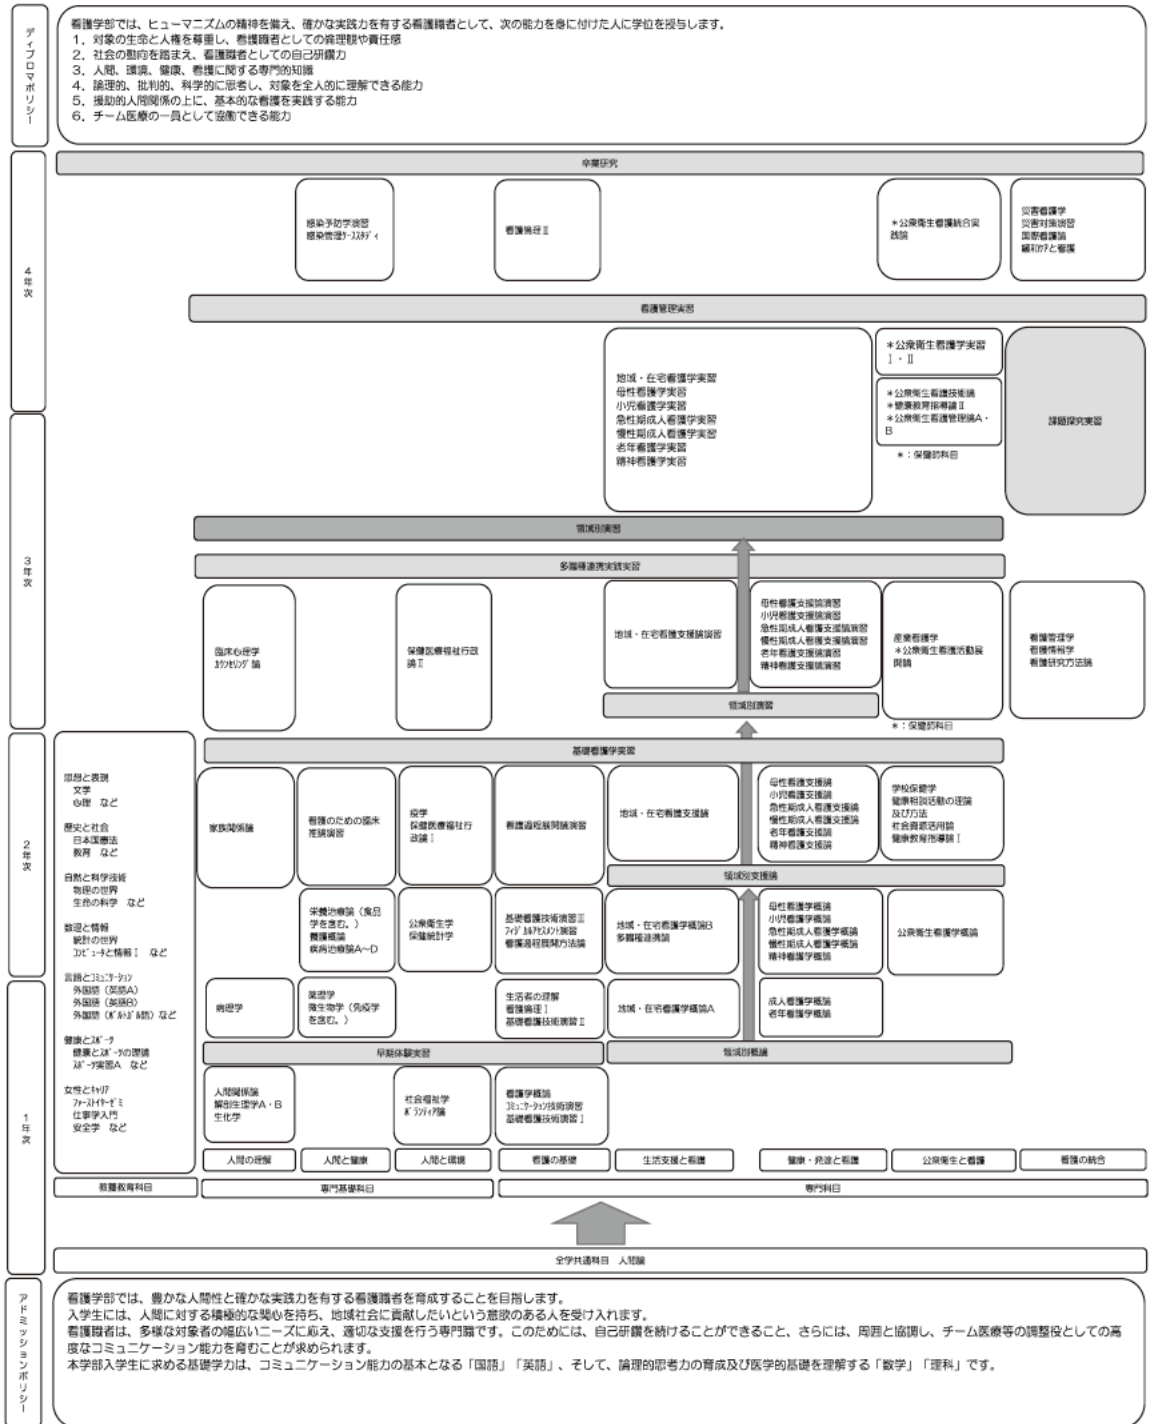 ディプロマポリシー
看護学部では、ヒューマニズムの精神を備え、確かな実践力を有する看護職者として、次の能力を身に付けた人に学位を授与します。
1．対象の生命と人権を尊重し、看護職者としての倫理観や責任感
2．社会の動向を踏まえ、看護職者としての自己研鑽力
3．人間、環境、健康、看護に関する専門的知識
4．論理的、批判的、科学的に思考し、対象を全人的に理解できる能力
5．援助的人間関係の上に、基本的な看護を実践する能力
6．チーム医療の一員として協働できる能力
4年次
卒業研究
感染予防学演習
感染管理ｹｰｽｽﾀﾃﾞｨ
看護倫理Ⅱ
＊公衆衛生看護統合実
践論
災害看護学
災害対策演習
国際看護論
緩和ｹｱと看護
看護管理実習
地域・在宅看護学実習
母性看護学実習
小児看護学実習
急性期成人看護学実習
慢性期成人看護学実習
老年看護学実習
精神看護学実習
＊公衆衛生看護学実習
Ⅰ・Ⅱ
＊公衆衛生看護技術論
＊健康教育指導論Ⅱ
＊公衆衛生看護管理論A・
B
＊：保健師科目
課題探究実習
3年次
領域別実習
多職種連携実践実習
臨床心理学
ｶｳﾝｾﾘﾝｸﾞ論
保健医療福祉行政
論Ⅱ
地域・在宅看護支援論演習
母性看護支援論演習
小児看護支援論演習
急性期成人看護支援論演習
慢性期成人看護支援論演習
老年看護支援論演習
精神看護支援論演習
産業看護学
＊公衆衛生看護活動展
開論
看護管理学
看護情報学
看護研究方法論
領域別演習
＊：保健師科目
2年次
基礎看護学実習
思想と表現
文学
心理　など
歴史と社会
日本国憲法
教育　など
自然と科学技術
物理の世界
生命の科学　など
数理と情報
統計の世界
ｺﾝﾋﾟｭｰﾀと情報Ⅰ　など
言語とｺﾐｭﾆｹｰｼｮﾝ
外国語（英語A）
外国語（英語B）
外国語（ﾎﾟﾙﾄｶﾞﾙ語）など
健康とｽﾎﾟｰﾂ
健康とｽﾎﾟｰﾂの理論
ｽﾎﾟｰﾂ実習A　など
女性とｷｬﾘｱ
ﾌｧｰｽﾄｲﾔｰｾﾞﾐ
仕事学入門
安全学　など
家族関係論
看護のための臨床
推論演習
疫学
保健医療福祉行
政論Ⅰ
看護過程展開論演習
地域・在宅看護支援論
母性看護支援論
小児看護支援論
急性期成人看護支援論
慢性期成人看護支援論
老年看護支援論
精神看護支援論
学校保健学
健康相談活動の理論
及び方法
社会資源活用論
健康教育指導論Ⅰ
領域別支援論
栄養治療論（食品
学を含む。）
養護概論
疾病治療論A～D
公衆衛生学
保健統計学
基礎看護技術演習Ⅲ
ﾌｨｼﾞｶﾙｱｾｽﾒﾝﾄ演習
看護過程展開方法論
地域・在宅看護学概論B
多職種連携論
母性看護学概論
小児看護学概論
急性期成人看護学概論
慢性期成人看護学概論
精神看護学概論
公衆衛生看護学概論
1年次
病理学
薬理学
微生物学（免疫学
を含む。）
生活者の理解
看護倫理Ⅰ
基礎看護技術演習Ⅱ
地域・在宅看護学概論A
成人看護学概論
老年看護学概論
早期体験実習
領域別概論
人間関係論
解剖生理学A・B
生化学
社会福祉学
ﾎﾞﾗﾝﾃｨｱ論
看護学概論
ｺﾐｭﾆｹｰｼｮﾝ技術演習
基礎看護技術演習Ⅰ
人間の理解
人間と健康
人間と環境
看護の基礎
生活支援と看護
健康・発達と看護
公衆衛生と看護
看護の統合
教養教育科目
専門基礎科目
専門科目
全学共通科目　人間論
アドミッションポリシー
看護学部では、豊かな人間性と確かな実践力を有する看護職者を育成することを目指します。
入学生には、人間に対する積極的な関心を持ち、地域社会に貢献したいという意欲のある人を受け入れます。
看護職者は、多様な対象者の幅広いニーズに応え、適切な支援を行う専門職です。このためには、自己研鑽を続けることができること、さらには、周囲と協調し、チーム医療等の調整役としての高
度なコミュニケーション能力を育むことが求められます。
本学部入学生に求める基礎学力は、コミュニケーション能力の基本となる「国語」「英語」、そして、論理的思考力の育成及び医学的基礎を理解する「数学」「理科」です。